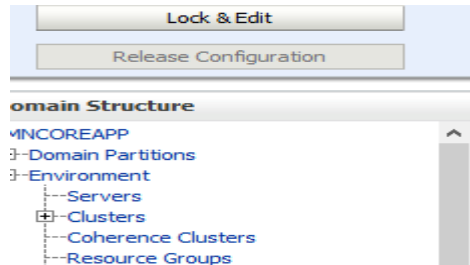 Lock & Edit
Release Configuration
omain Structure
MNCOREAPP
Domain Partitions
Environment
Servers
Clusters
Coherence Clusters
Resource Groups